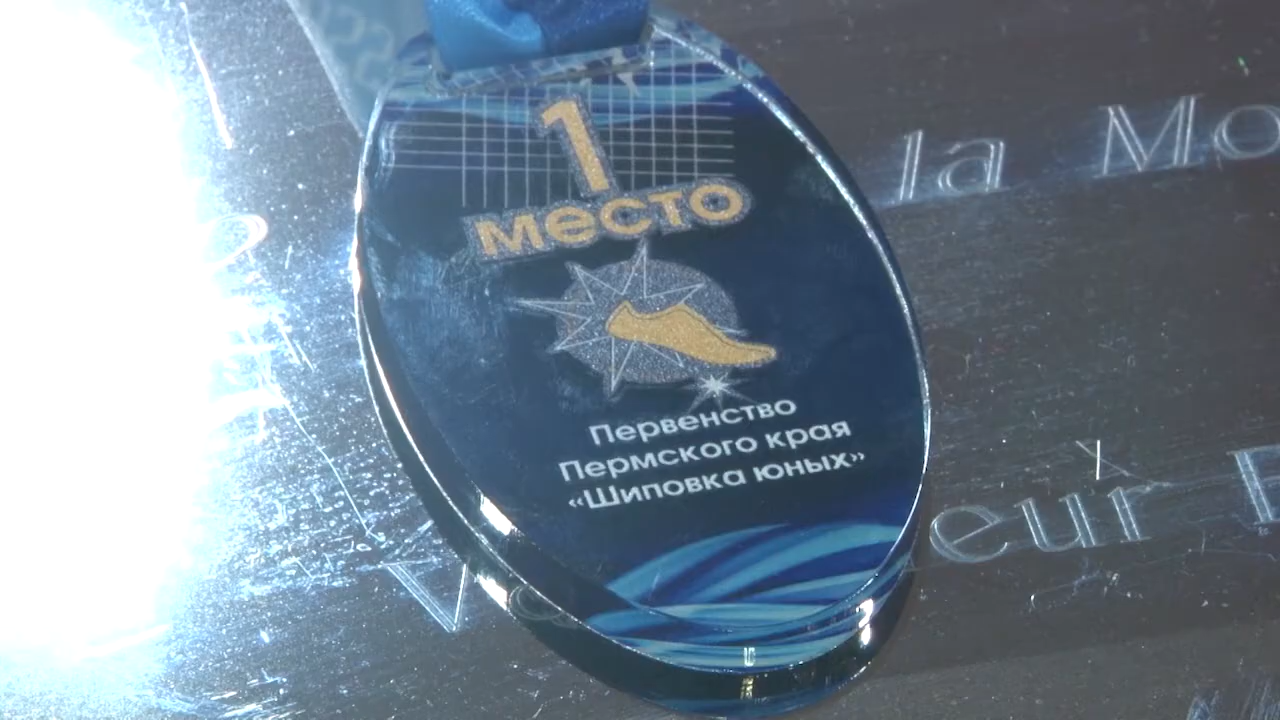 1
место
Первенство
Пермского края
«Шиповка юных»
la Mo
eur